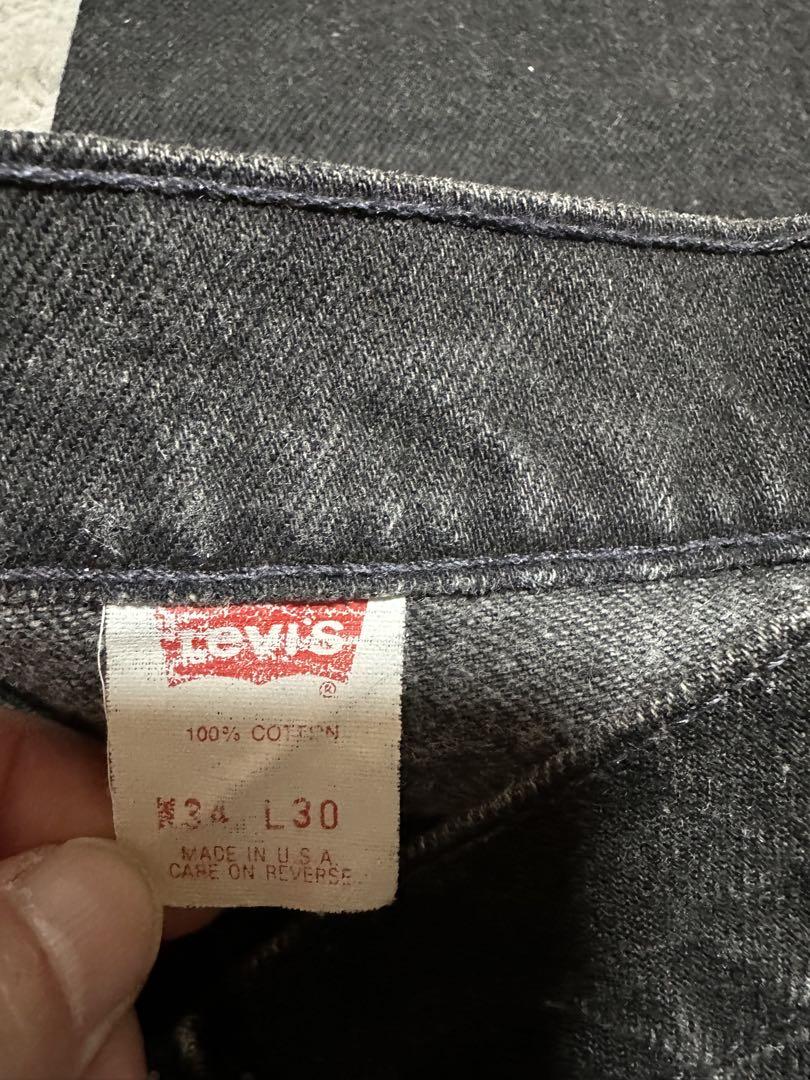 Levi's
®
100% COTTON
W34 L30
MADE IN U.S.A.
CARE ON REVERSE